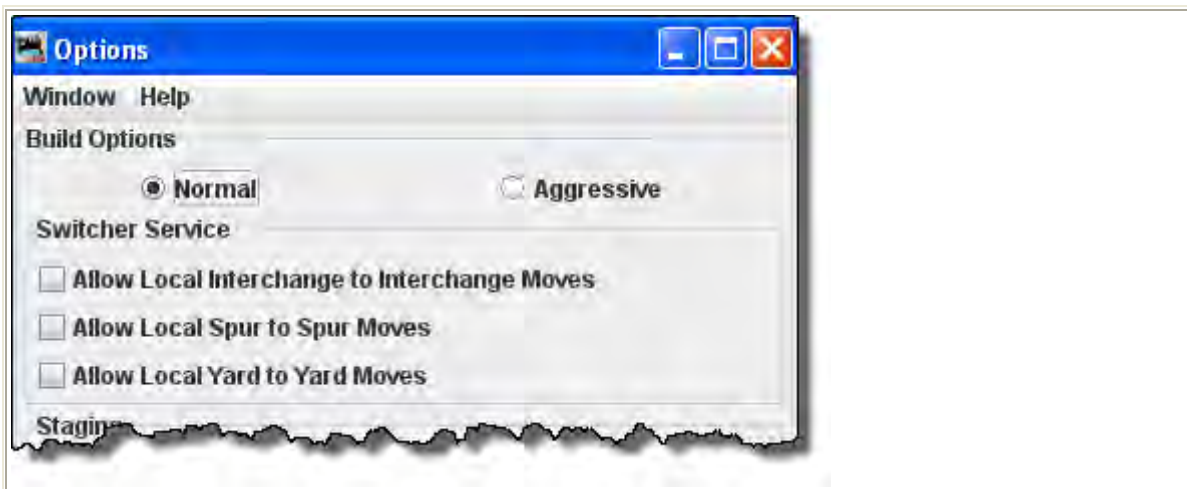 Options
Window Help
Build Options
Normal Aggressive
Switcher Service
Allow Local Interchange to Interchange Moves
Allow Local Spur to Spur Moves
Allow Local Yard to Yard Moves
Staging